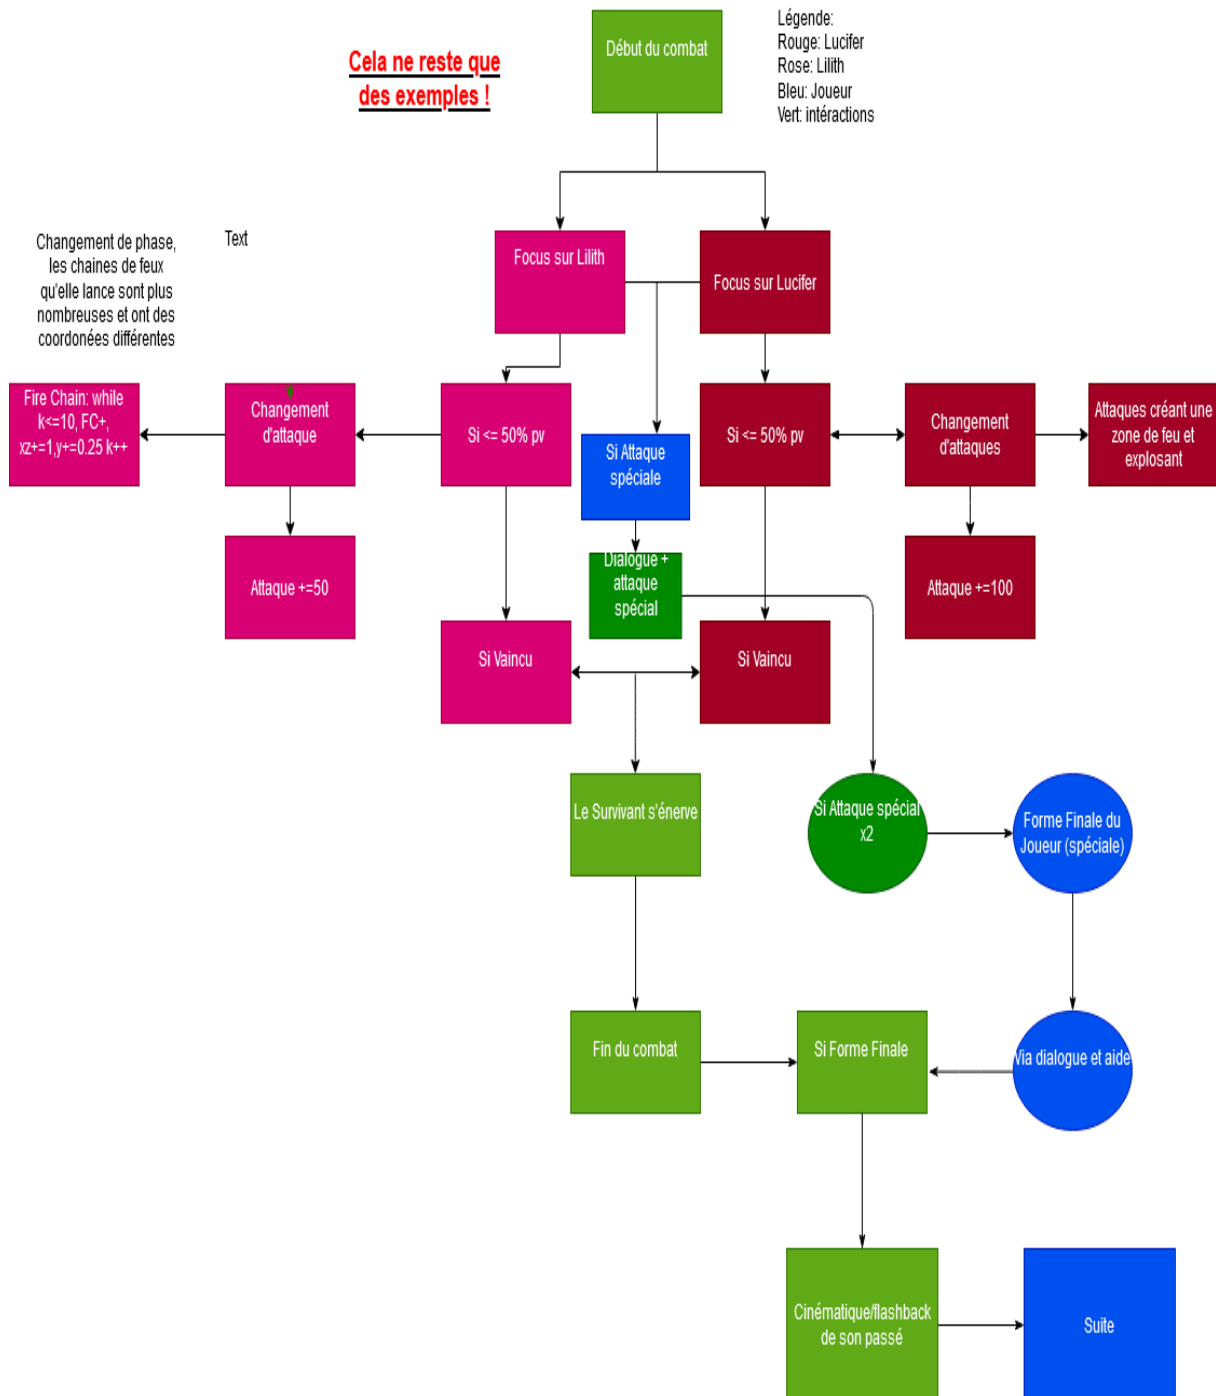 Début du combat
Légende:
Rouge: Lucifer
Rose: Lilith
Bleu: Joueur
Vert: intéractions
Cela ne reste que
des exemples !
Changement de phase,
les chaines de feux
qu'elle lance sont plus
nombreuses et ont des
coordonées différentes
Text
Focus sur Lilith
Focus sur Lucifer
Fire Chain: while
k<=10, FC+,
xz+=1,y+=0.25 k++
Changement
d'attaque
Si <= 50% pv
Si Attaque
spéciale
Si <= 50% pv
Changement
d'attaques
Attaques créant une
zone de feu et
explosant
Attaque +=50
Dialogue +
attaque
spécial
Attaque +=100
Si Vaincu
Si Vaincu
Le Survivant s'énerve
Si Attaque spécial
x2
Forme Finale du
Joueur (spéciale)
Fin du combat
Si Forme Finale
Via dialogue et aide
Cinématique/flashback
de son passé
Suite